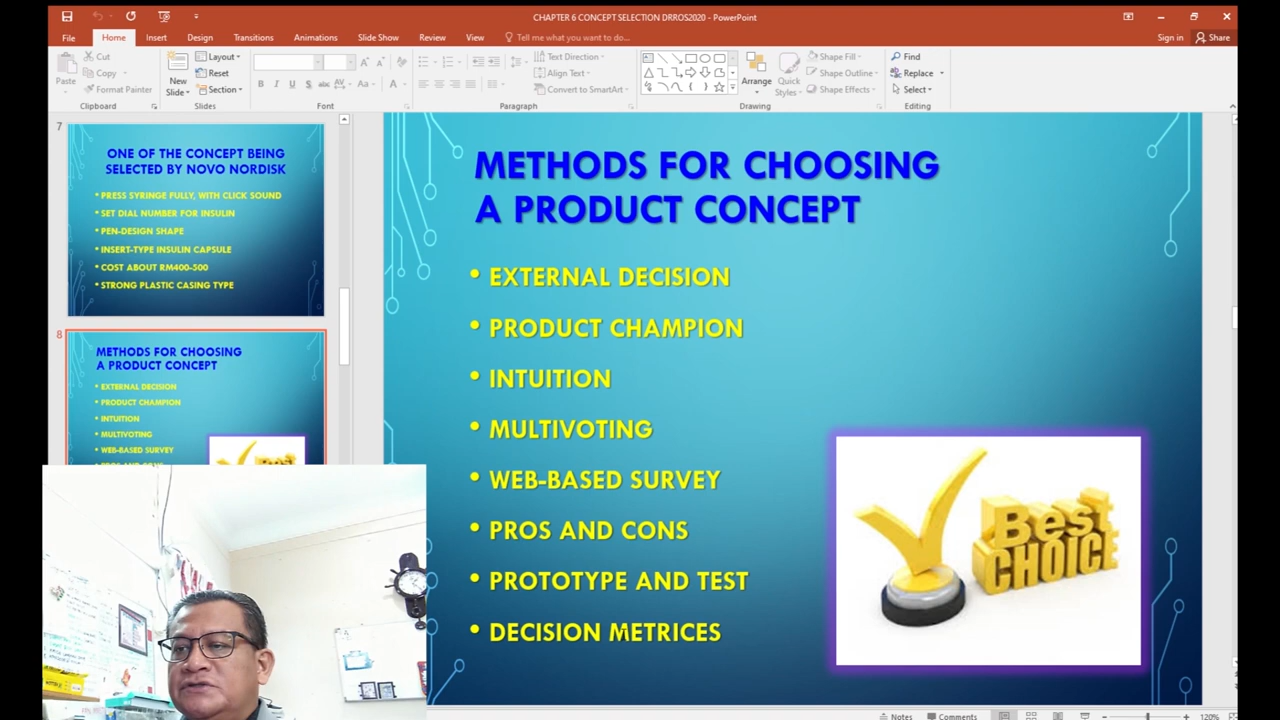 CHAPTER 6 CONCEPT SELECTION DRROS2020 - PowerPoint
File Home Insert Design Transitions Animations Slide Show Review View Tell me what you want to do... Sign in Share
Paste
Cut
Copy
Format Painter
Clipboard
New Slide
Layout
Reset
Section
Slides
B I U S abc AV Aa A
Font
Text Direction
Align Text
Convert to SmartArt
Paragraph
Arrange
Quick Styles
Shape Fill
Shape Outline
Shape Effects
Drawing
Find
Replace
Select
Editing
7
ONE OF THE CONCEPT BEING
SELECTED BY NOVO NORDISK
• PRESS SYRINGE FULLY, WITH CLICK SOUND
• SET DIAL NUMBER FOR INSULIN
• PEN-DESIGN SHAPE
• INSERT-TYPE INSULIN CAPSULE
• COST ABOUT RM400-500
• STRONG PLASTIC CASING TYPE
8
METHODS FOR CHOOSING
A PRODUCT CONCEPT
• EXTERNAL DECISION
• PRODUCT CHAMPION
• INTUITION
• MULTIVOTING
• WEB-BASED SURVEY
• PROS AND CONS
Best
METHODS FOR CHOOSING
A PRODUCT CONCEPT
• EXTERNAL DECISION
• PRODUCT CHAMPION
• INTUITION
• MULTIVOTING
• WEB-BASED SURVEY
• PROS AND CONS
• PROTOTYPE AND TEST
• DECISION METRICES
Best
CHOICE
Notes Comments 120%